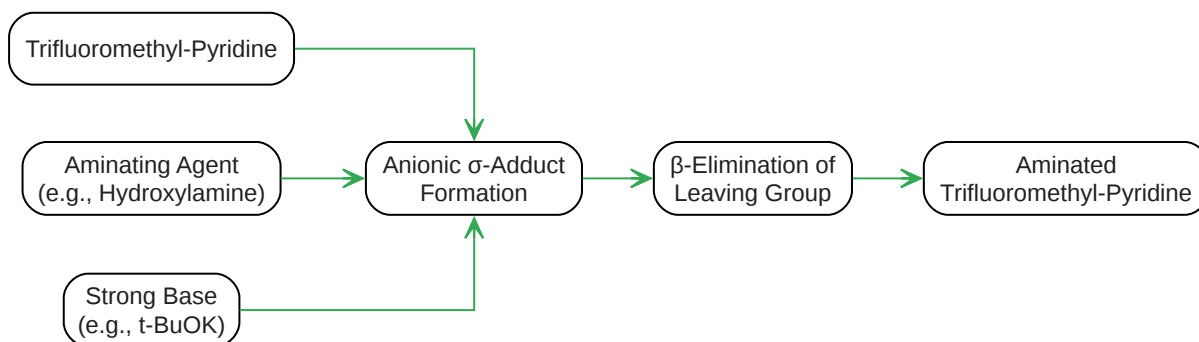 Trifluoromethyl-Pyridine
Aminating Agent
(e.g., Hydroxylamine)
Anionic σ-Adduct
Formation
β-Elimination of
Leaving Group
Aminated
Trifluoromethyl-Pyridine
Strong Base
(e.g., t-BuOK)